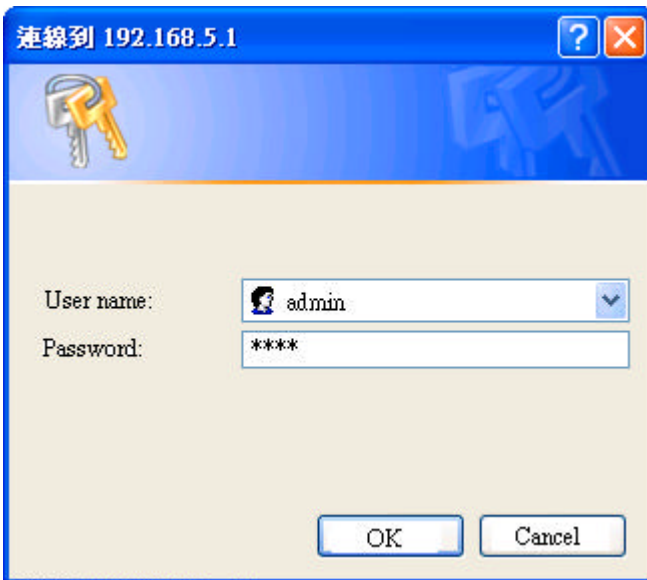 連線到 192.168.5.1
?
User name:
admin
Password:
****
OK
Cancel